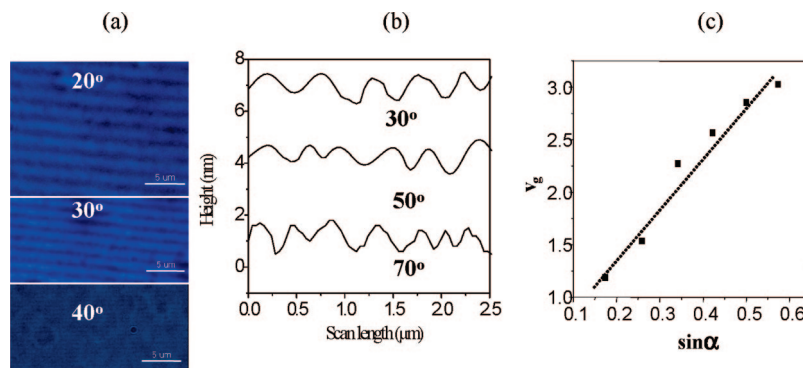 (a)
20°
5 um
30°
5 um
40°
5 um
(b)
Height (nm)
8
6
4
2
0
30°
50°
70°
0.0 0.5 1.0 1.5 2.0 2.5
Scan length (μm)
(c)
v_g
3.0
2.5
2.0
1.5
1.0
0.1 0.2 0.3 0.4 0.5 0.6
sinα